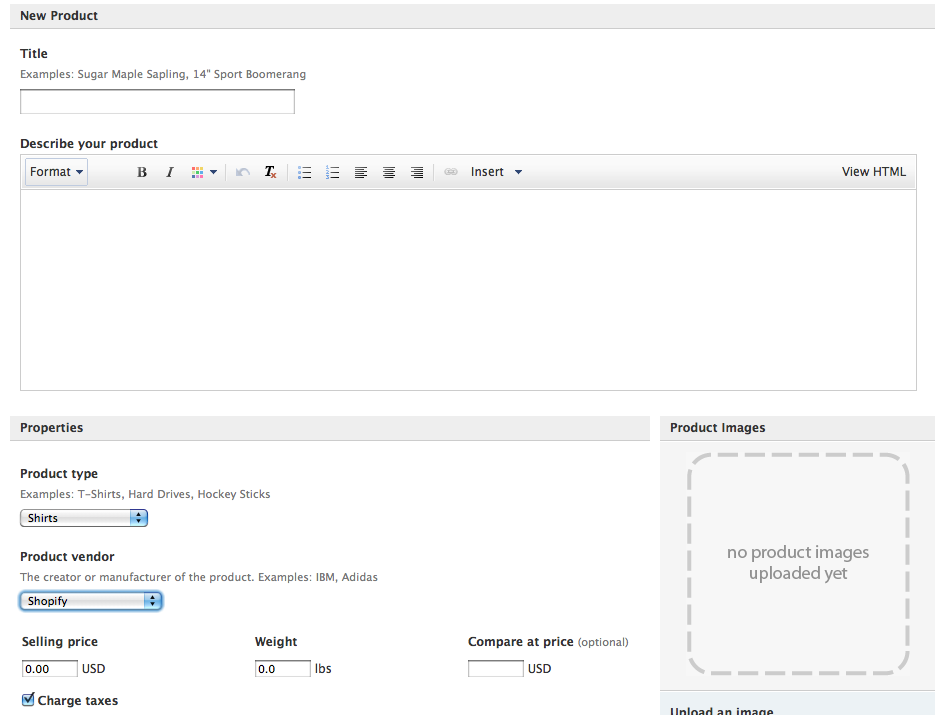 New Product
Title
Examples: Sugar Maple Sapling, 14" Sport Boomerang
Describe your product
Format B I Tx Insert View HTML
Properties
Product type
Examples: T-Shirts, Hard Drives, Hockey Sticks
Shirts
Product vendor
The creator or manufacturer of the product. Examples: IBM, Adidas
Shopify
Selling price Weight Compare at price (optional)
0.00 USD 0.0 lbs USD
Charge taxes
Product Images
no product images
uploaded yet
Upload an image